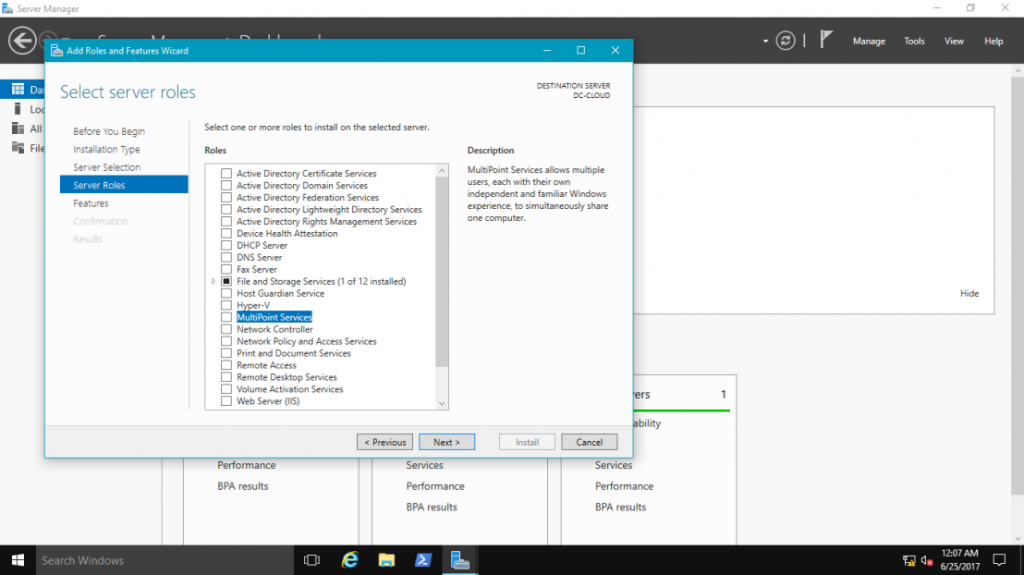 Server Manager
Manage
Tools
View
Help
Add Roles and Features Wizard
Select server roles
DESTINATION SERVER
DC-CLOUD
Before You Begin
Installation Type
Server Selection
Server Roles
Features
Confirmation
Results
Select one or more roles to install on the selected server.
Roles
Active Directory Certificate Services
Active Directory Domain Services
Active Directory Federation Services
Active Directory Lightweight Directory Services
Active Directory Rights Management Services
Device Health Attestation
DHCP Server
DNS Server
Fax Server
File and Storage Services (1 of 12 installed)
Host Guardian Service
Hyper-V
MultiPoint Services
Network Controller
Network Policy and Access Services
Print and Document Services
Remote Access
Remote Desktop Services
Volume Activation Services
Web Server (IIS)
Description
MultiPoint Services allows multiple
users, each with their own
independent and familiar Windows
experience, to simultaneously share
one computer.
< Previous
Next >
Install
Cancel
Das
Loc
All
File
Hide
vers
1
ability
Performance
BPA results
Services
Performance
BPA results
Services
Performance
BPA results
Search Windows
12:07 AM
6/25/2017